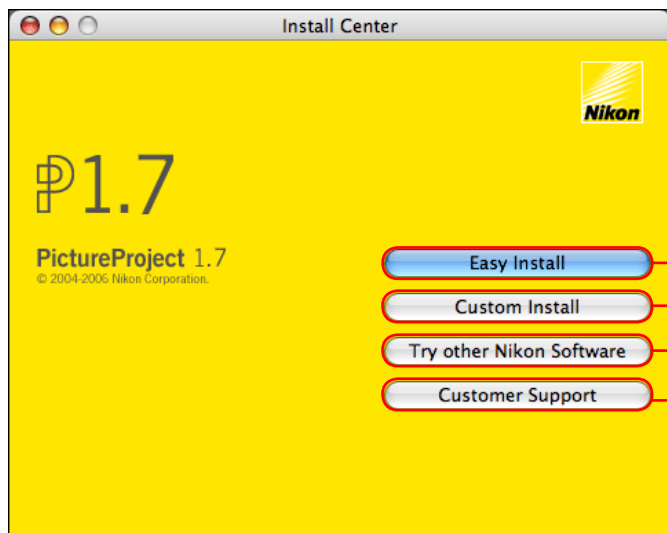 Install Center
Nikon
P1.7
PictureProject 1.7
© 2004-2006 Nikon Corporation.
Easy Install
Custom Install
Try other Nikon Software
Customer Support